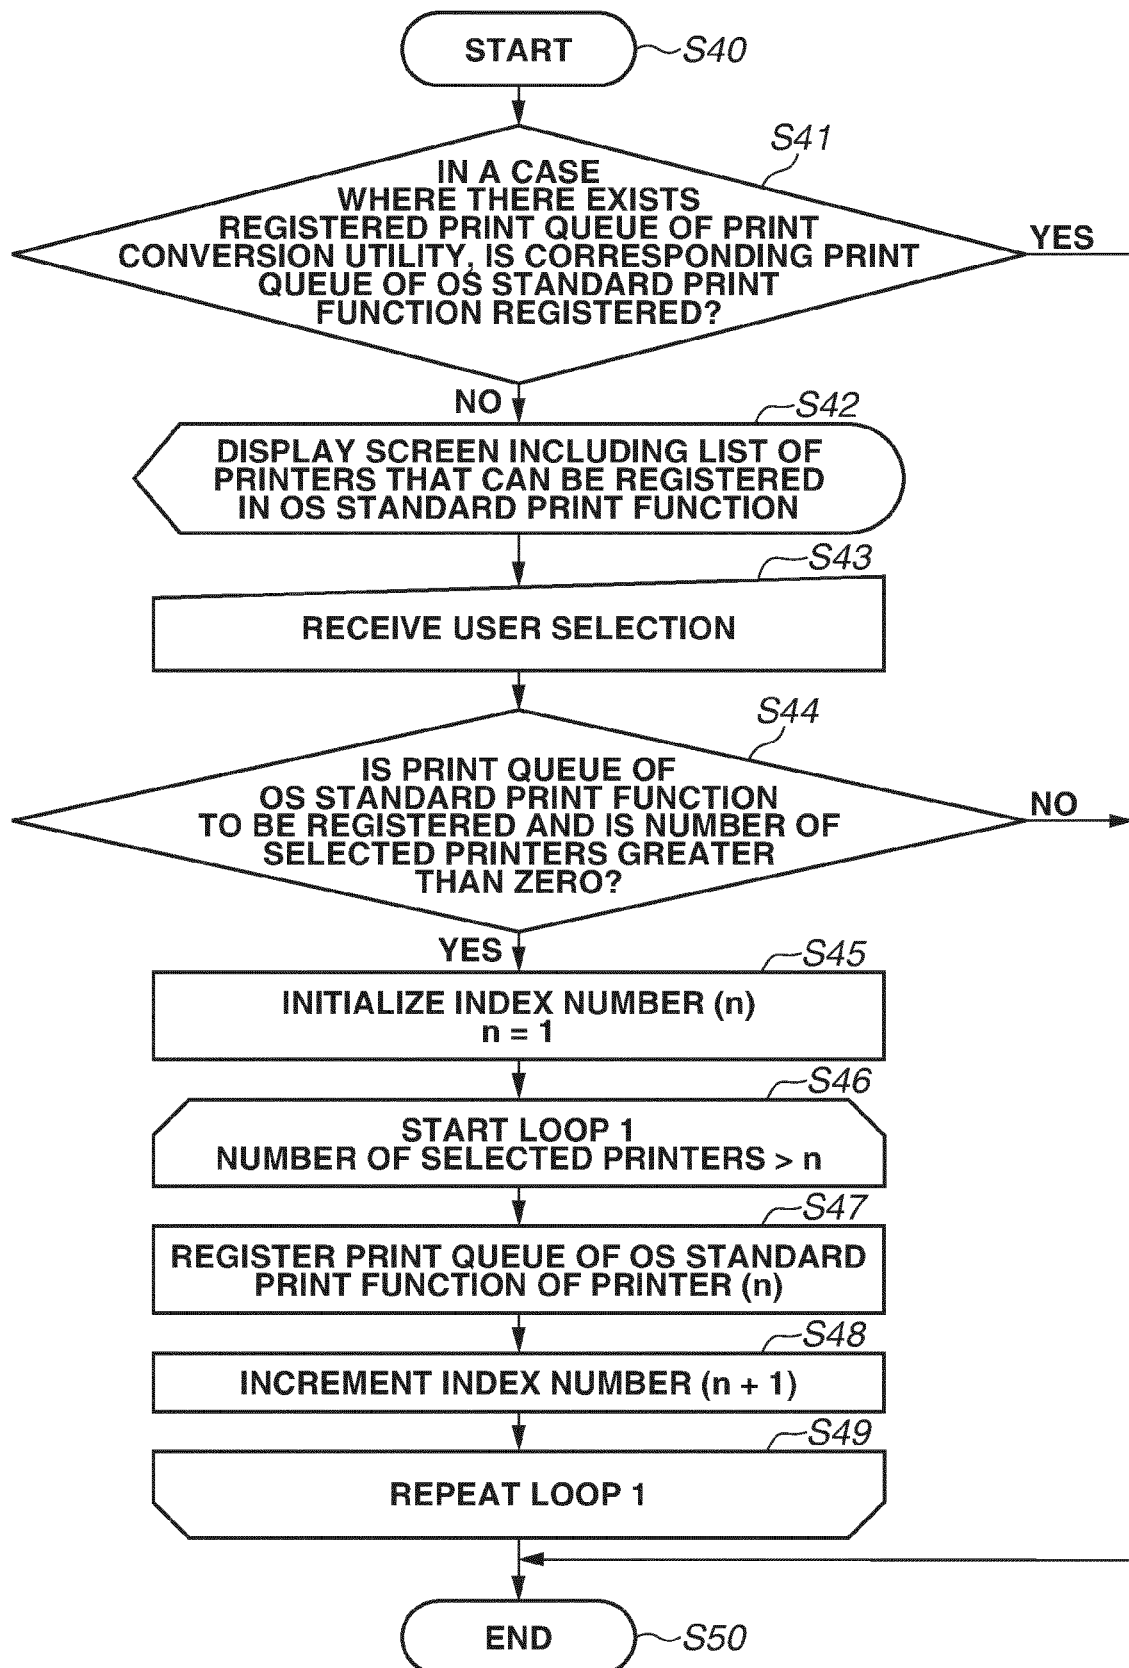 START
S40
S41
IN A CASE
WHERE THERE EXISTS
REGISTERED PRINT QUEUE OF PRINT
CONVERSION UTILITY, IS CORRESPONDING PRINT
QUEUE OF OS STANDARD PRINT
FUNCTION REGISTERED?
YES
NO
S42
DISPLAY SCREEN INCLUDING LIST OF
PRINTERS THAT CAN BE REGISTERED
IN OS STANDARD PRINT FUNCTION
S43
RECEIVE USER SELECTION
S44
IS PRINT QUEUE OF
OS STANDARD PRINT FUNCTION
TO BE REGISTERED AND IS NUMBER OF
SELECTED PRINTERS GREATER
THAN ZERO?
NO
YES
S45
INITIALIZE INDEX NUMBER (n)
n = 1
S46
START LOOP 1
NUMBER OF SELECTED PRINTERS > n
S47
REGISTER PRINT QUEUE OF OS STANDARD
PRINT FUNCTION OF PRINTER (n)
S48
INCREMENT INDEX NUMBER (n + 1)
S49
REPEAT LOOP 1
END
S50